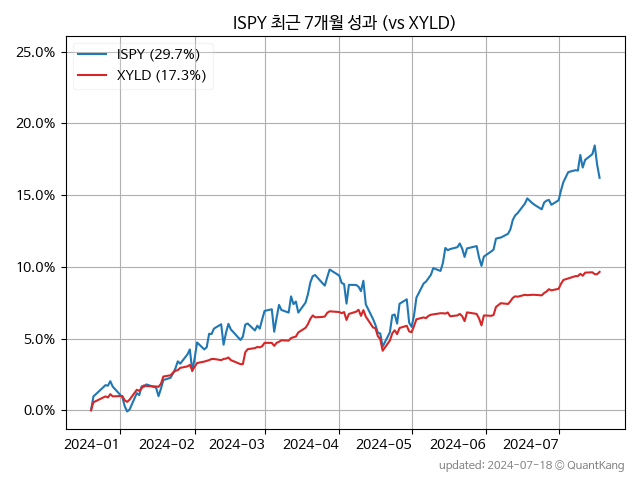 ISPY 최근 7개월 성과 (vs XYLD)
ISPY (29.7%)
XYLD (17.3%)
25.0%
20.0%
15.0%
10.0%
5.0%
0.0%
2024−01 2024−02 2024−03 2024−04 2024−05 2024−06 2024−07
updated: 2024-07-18 © QuantKang